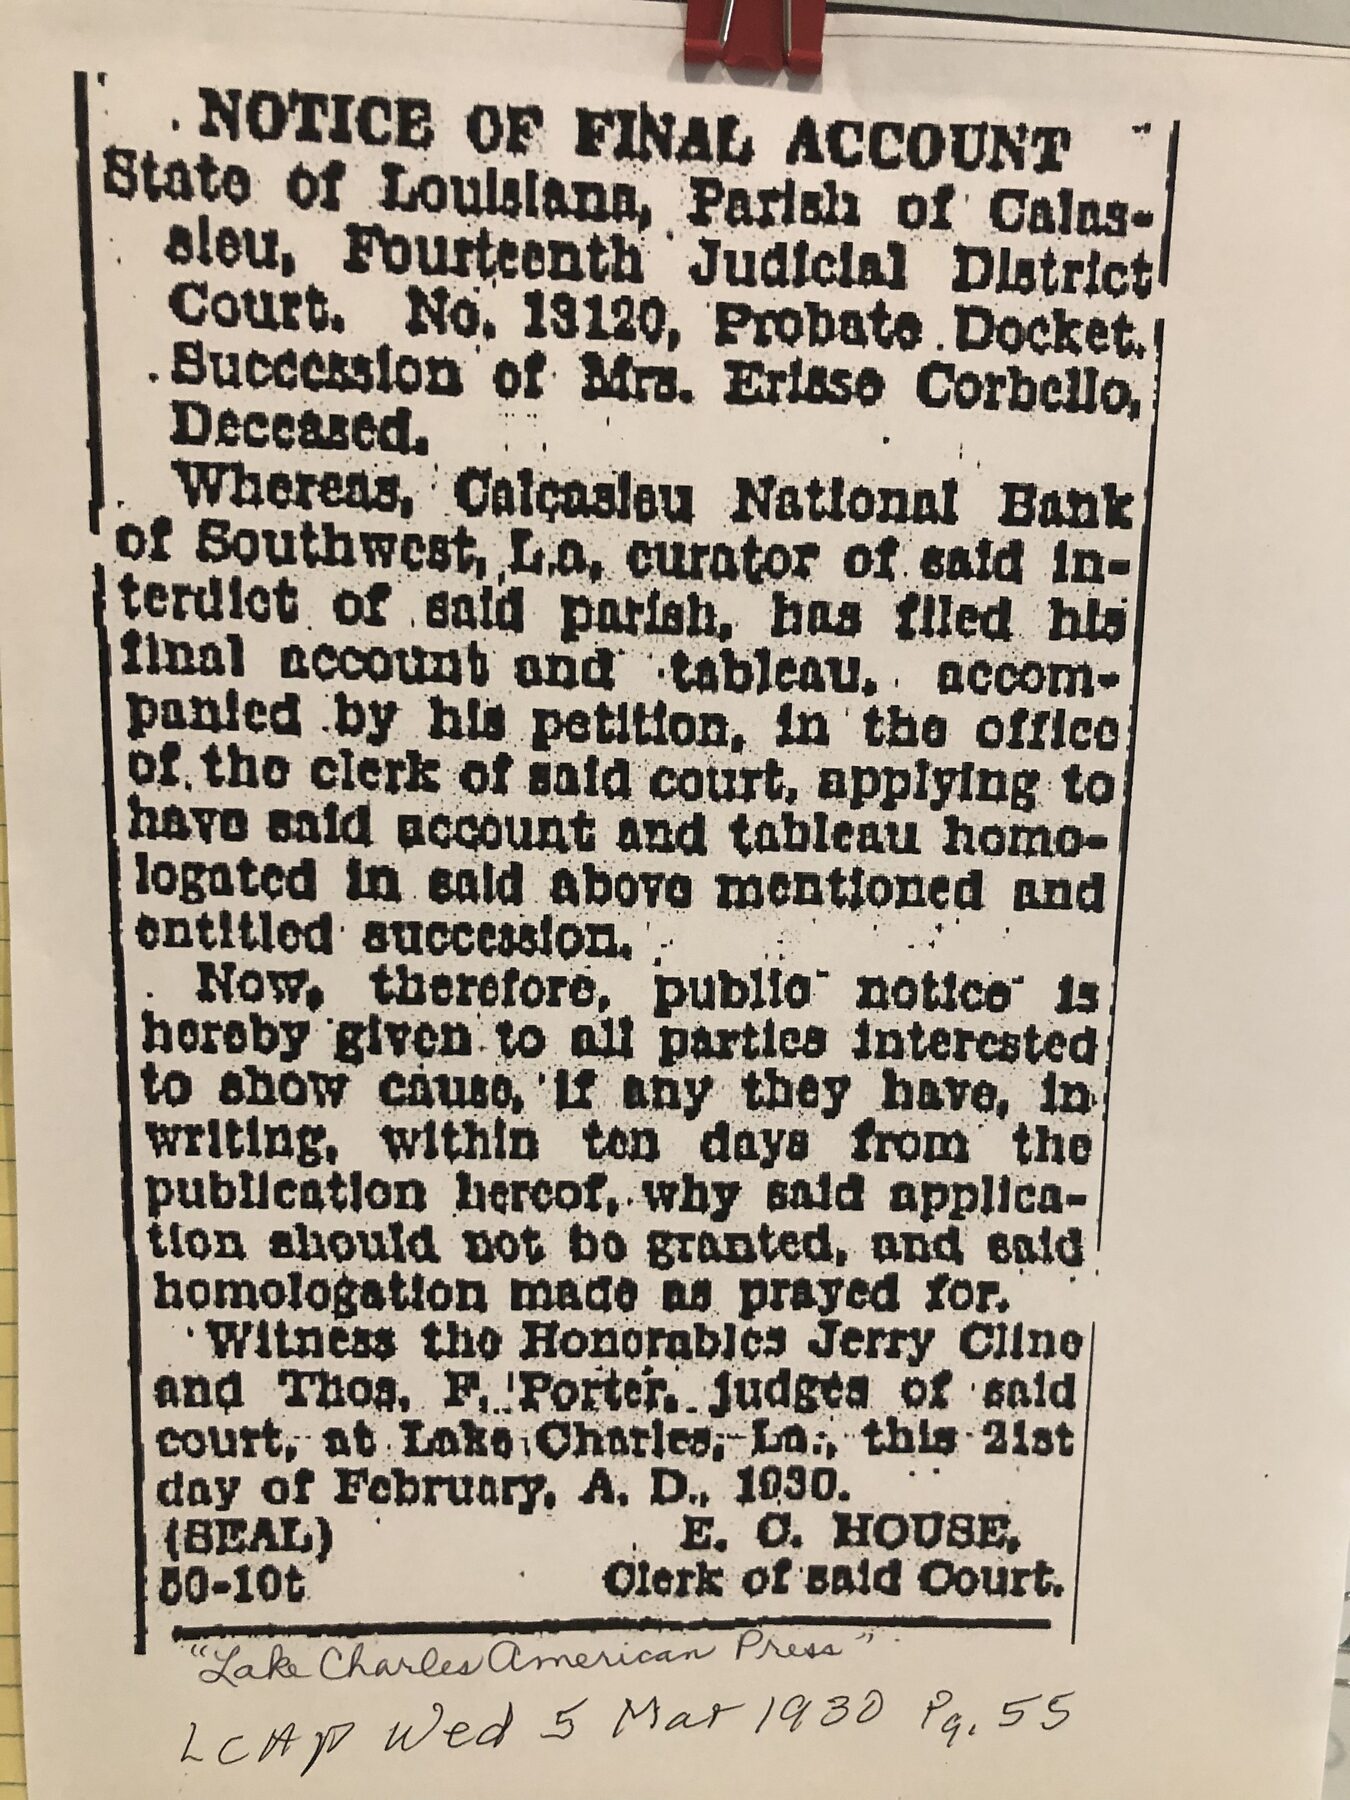 NOTICE OF FINAL ACCOUNT
State of Louisiana, Parish of Calas-
sieu, Fourteenth Judicial District
Court. No. 13120, Probate Docket.
Succession of Mrs. Erisse Corbello,
Deceased.
Whereas, Calcasieu National Bank
of Southwest, La, curator of said in-
terdict of said parish, has filed his
final account and tableau, accom-
panied by his petition, in the office
of the clerk of said court, applying to
have said account and tableau homo-
logated in said above mentioned and
entitled succession.
Now, therefore, public notice is
hereby given to all parties interested
to show cause, if any they have, in
writing, within ten days from the
publication hereof, why said applica-
tion should not be granted, and said
homologation made as prayed for.
Witness the Honorables Jerry Cline
and Thos. F. Porter, judges of said
court, at Lake Charles, La., this 21st
day of February, A. D., 1930.
(SEAL) E. C. HOUSE,
50-10t Clerk of said Court.
"Lake Charles American Press"
LCAP Wed 5 Mar 1930 Pg. 55